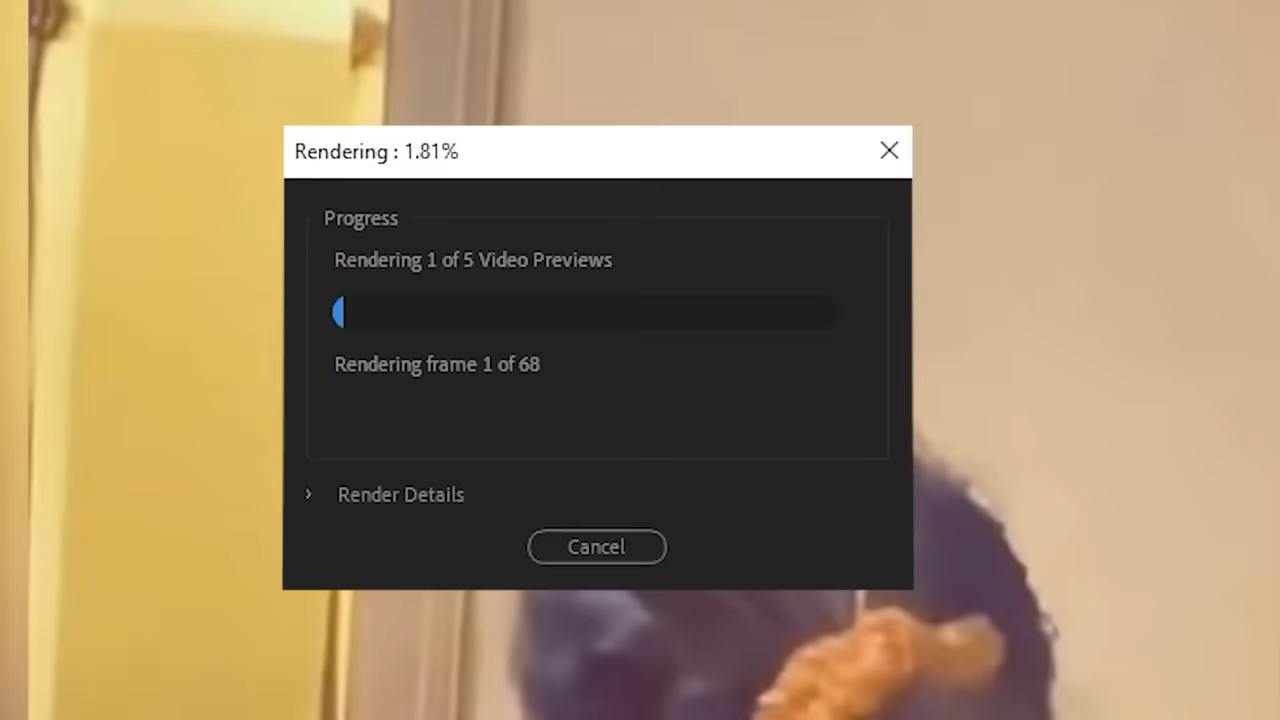 Rendering : 1.81%
Progress
Rendering 1 of 5 Video Previews
Rendering frame 1 of 68
Render Details
Cancel